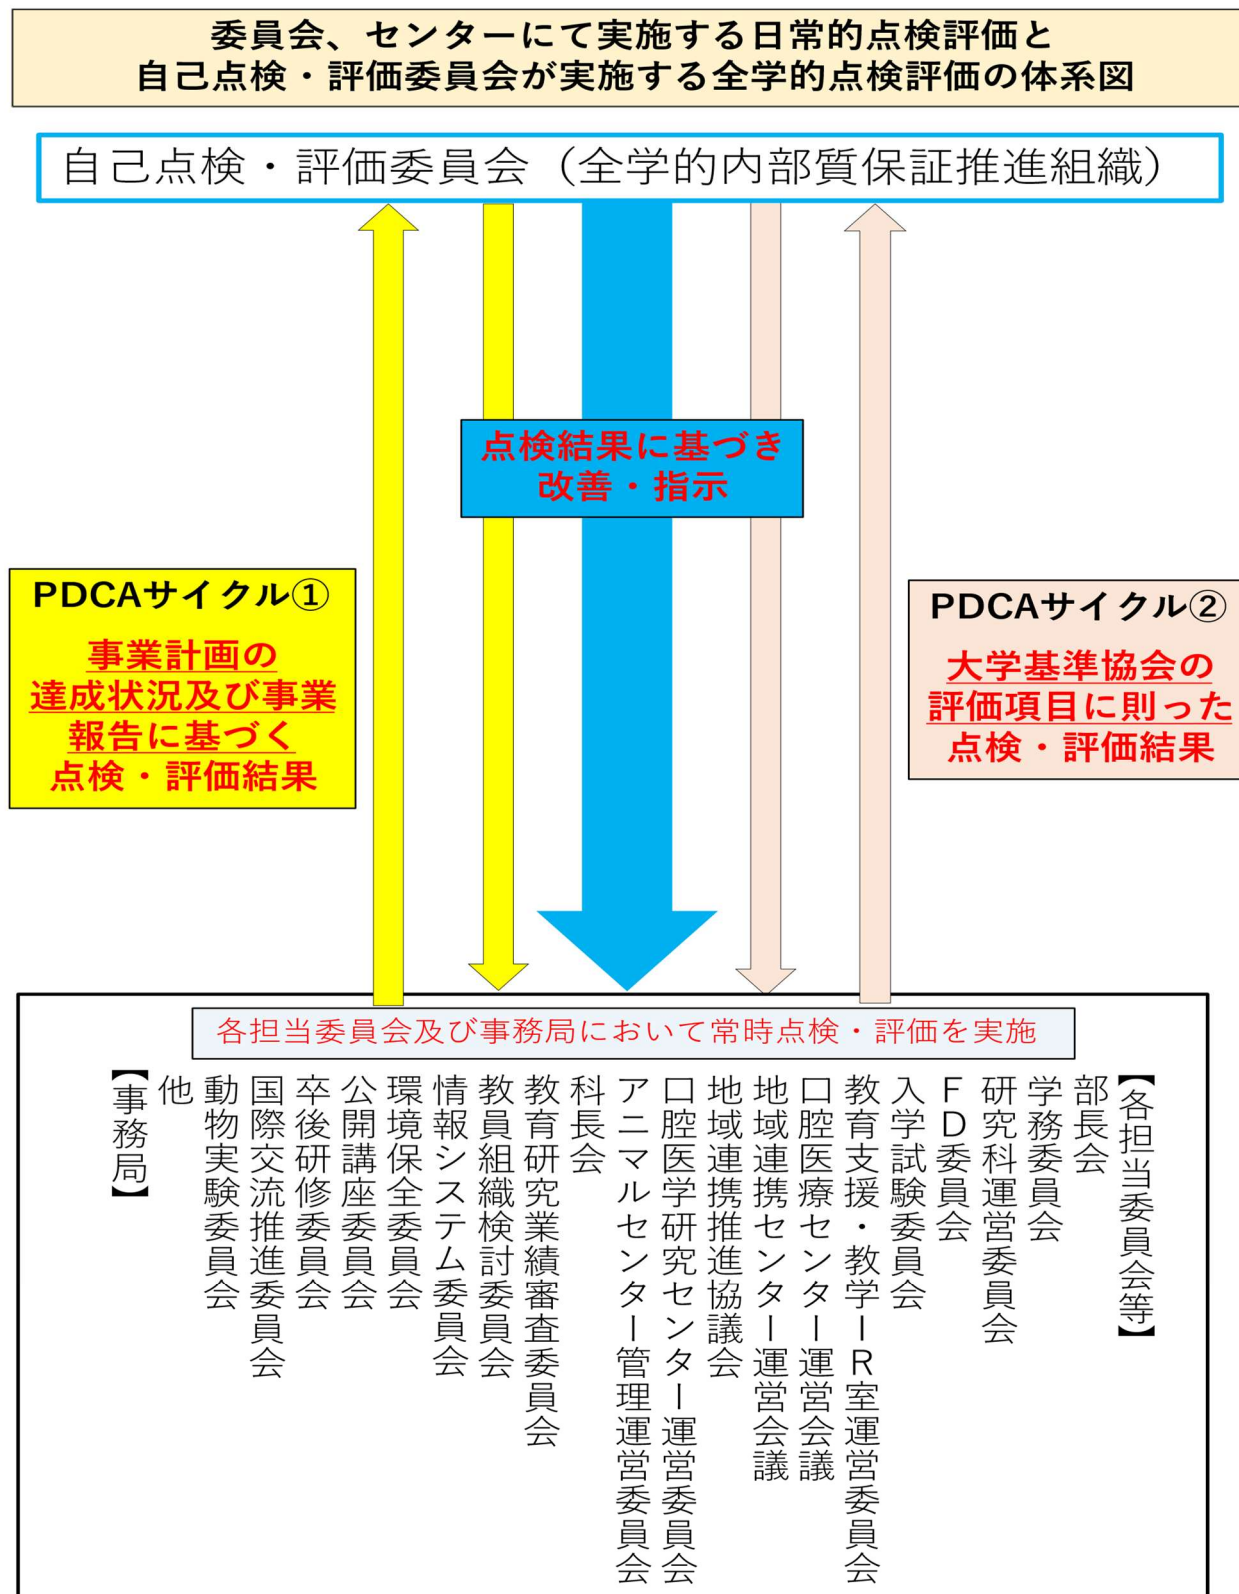 委員会、センターにて実施する日常的点検評価と
自己点検・評価委員会が実施する全学的点検評価の体系図
自己点検・評価委員会（全学的内部質保証推進組織）
点検結果に基づき
改善・指示
PDCAサイクル①
事業計画の
達成状況及び事業
報告に基づく
点検・評価結果
PDCAサイクル②
大学基準協会の
評価項目に則った
点検・評価結果
各担当委員会及び事務局において常時点検・評価を実施
【各担当委員会等】
部長会
学務委員会
研究科運営委員会
ＦＤ委員会
入学試験委員会
教育支援・教学ＩＲ室運営委員会
口腔医療センター運営会議
地域連携センター運営会議
地域連携推進協議会
口腔医学研究センター運営委員会
アニマルセンター管理運営委員会
科長会
教育研究業績審査委員会
教員組織検討委員会
情報システム委員会
環境保全委員会
公開講座委員会
卒後研修委員会
国際交流推進委員会
動物実験委員会
他
【事務局】